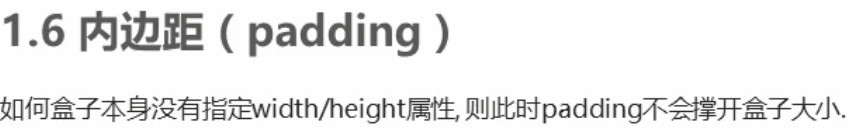 1.6 内边距（padding）
如何盒子本身没有指定width/height属性, 则此时padding不会撑开盒子大小.